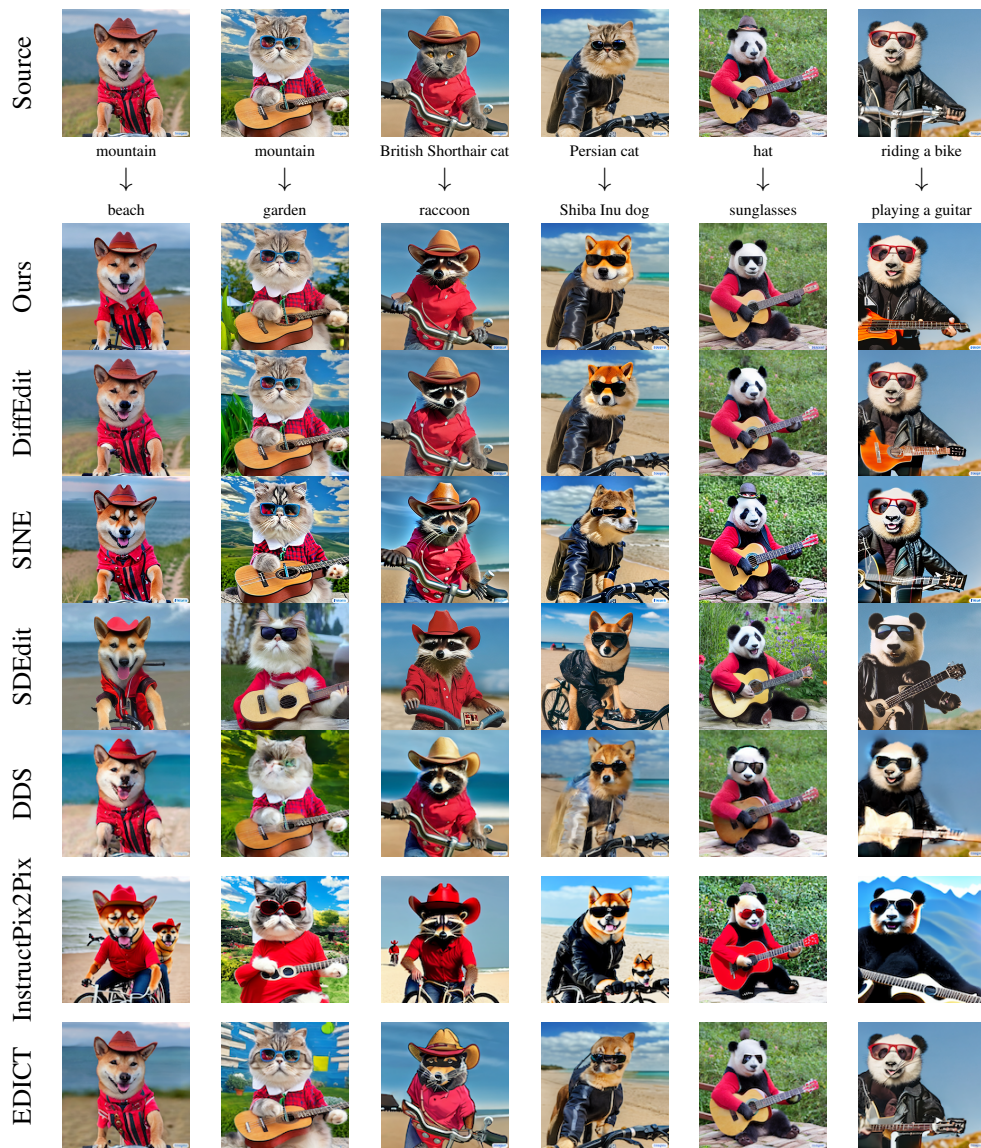 Source
mountain mountain British Shorthair cat Persian cat hat riding a bike
↓ ↓ ↓ ↓ ↓ ↓
beach garden raccoon Shiba Inu dog sunglasses playing a guitar
Ours
DiffEdit
SINE
SDEdit
DDS
InstructPix2Pix
EDICT